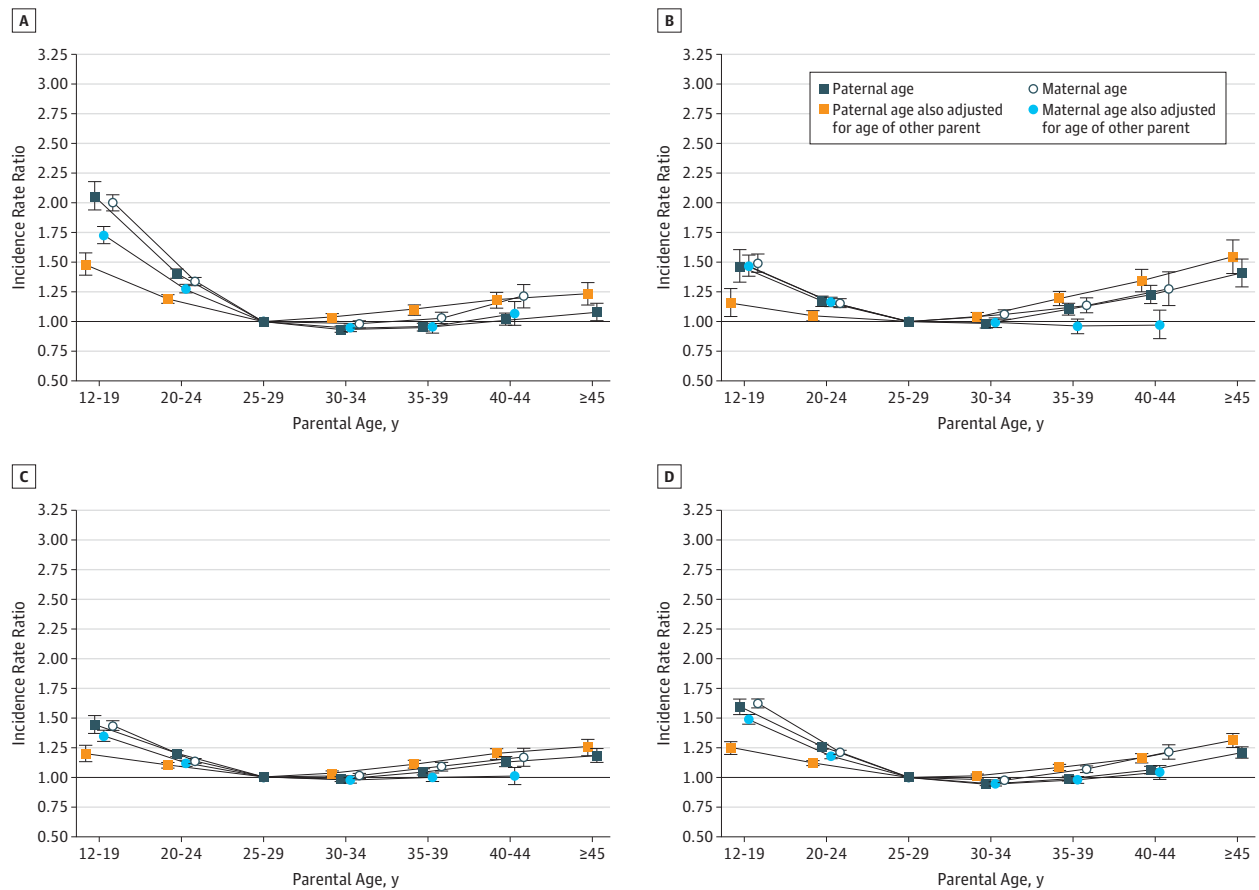 A
3.25
3.00
2.75
2.50
2.25
2.00
1.75
1.50
1.25
1.00
0.75
0.50
Incidence Rate Ratio
12-19 20-24 25-29 30-34 35-39 40-44 ≥45
Parental Age, y
B
3.25
3.00
2.75
2.50
2.25
2.00
1.75
1.50
1.25
1.00
0.75
0.50
Incidence Rate Ratio
Paternal age
Paternal age also adjusted
for age of other parent
Maternal age
Maternal age also adjusted
for age of other parent
12-19 20-24 25-29 30-34 35-39 40-44 ≥45
Parental Age, y
C
3.25
3.00
2.75
2.50
2.25
2.00
1.75
1.50
1.25
1.00
0.75
0.50
Incidence Rate Ratio
12-19 20-24 25-29 30-34 35-39 40-44 ≥45
Parental Age, y
D
3.25
3.00
2.75
2.50
2.25
2.00
1.75
1.50
1.25
1.00
0.75
0.50
Incidence Rate Ratio
12-19 20-24 25-29 30-34 35-39 40-44 ≥45
Parental Age, y